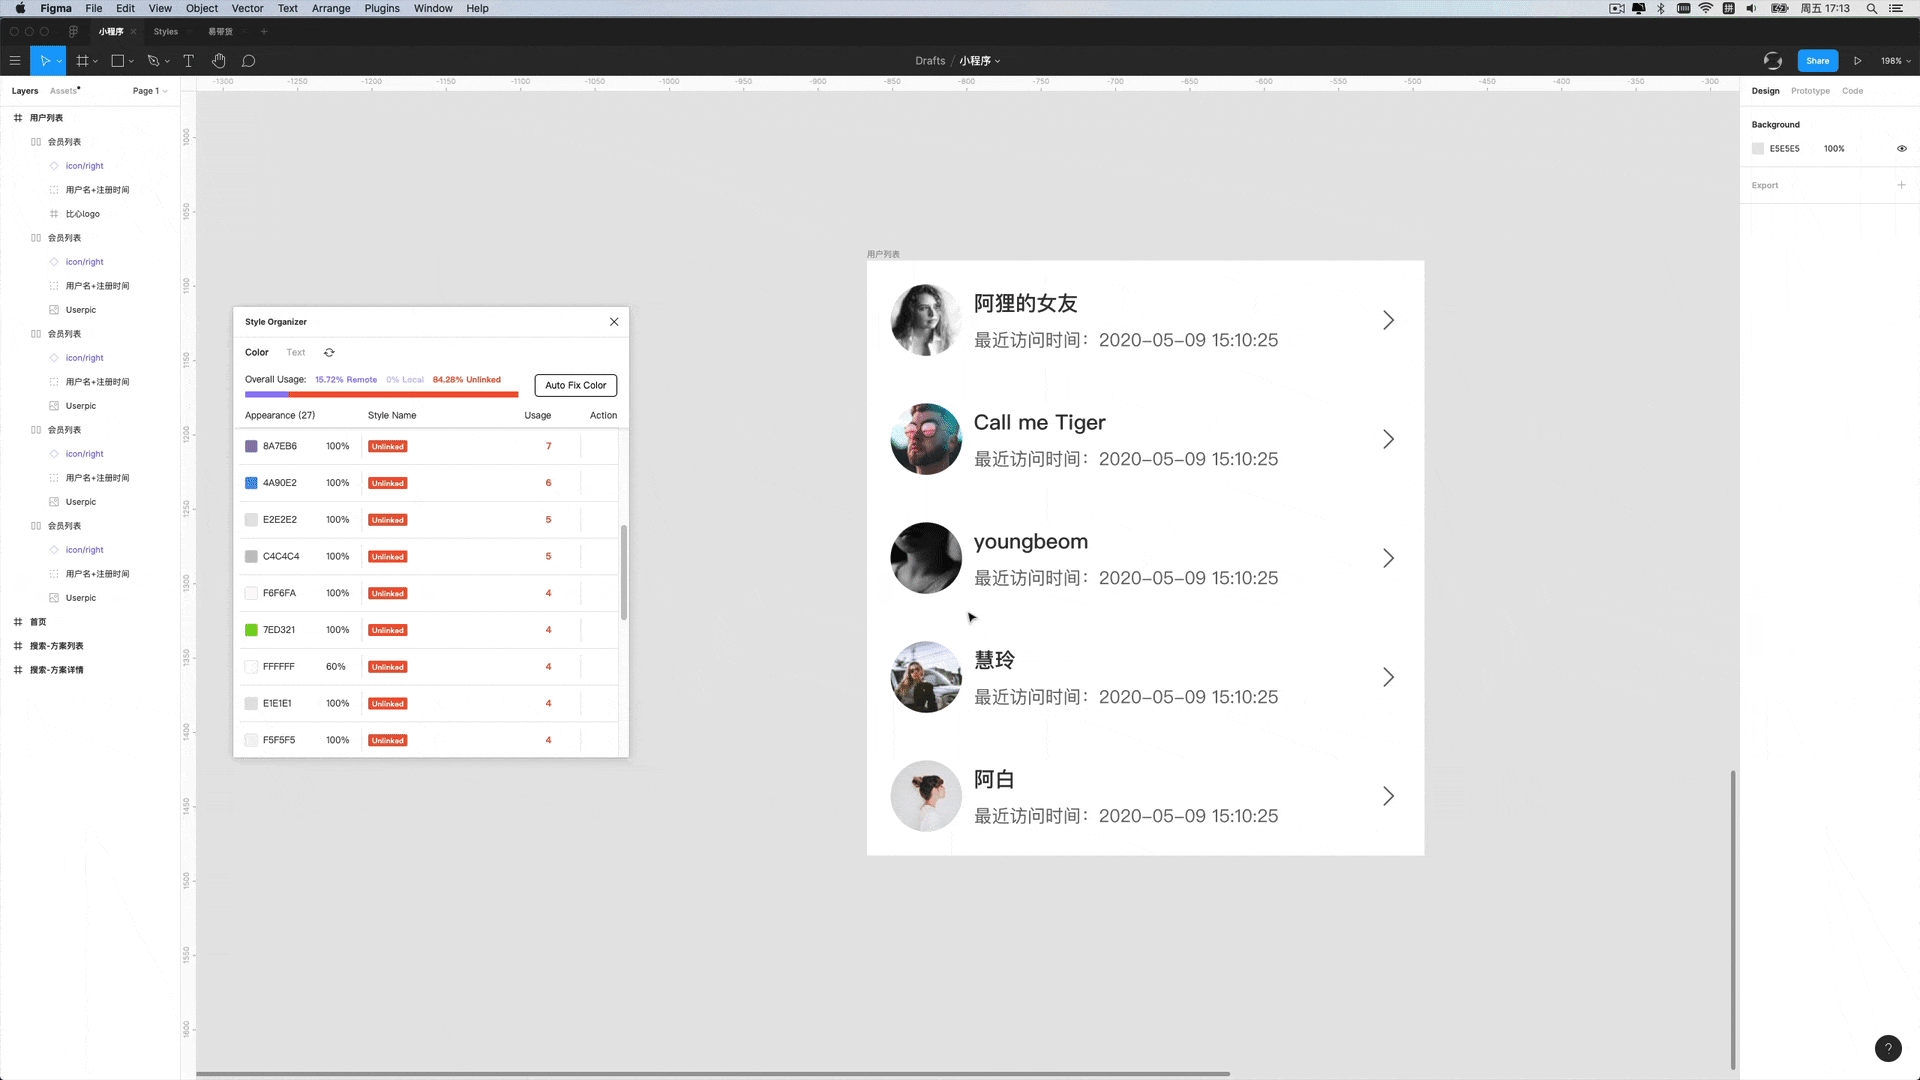 Figma File Edit View Object Vector Text Arrange Plugins Window Help
周五 17:13
小程序 Styles 易带货
Drafts / 小程序
Share 198%
Layers Assets Page 1
-1300 -1250 -1200 -1150 -1100 -1050 -1000 -950 -900 -850 -800 -750 -700 -650 -600 -550 -500 -450 -400 -350 -300
1000
1050
1100
1150
1200
1250
1300
1350
1400
1450
1500
1550
1600
用户列表
会员列表
icon/right
用户名+注册时间
比心logo
会员列表
icon/right
用户名+注册时间
Userpic
会员列表
icon/right
用户名+注册时间
Userpic
会员列表
icon/right
用户名+注册时间
Userpic
会员列表
icon/right
用户名+注册时间
Userpic
首页
搜索-方案列表
搜索-方案详情
Style Organizer
Color Text
Overall Usage: 15.72% Remote 0% Local 84.28% Unlinked
Auto Fix Color
Appearance (27) Style Name Usage Action
8A7EB6 100% Unlinked 7
4A90E2 100% Unlinked 6
E2E2E2 100% Unlinked 5
C4C4C4 100% Unlinked 5
F6F6FA 100% Unlinked 4
7ED321 100% Unlinked 4
FFFFFF 60% Unlinked 4
E1E1E1 100% Unlinked 4
F5F5F5 100% Unlinked 4
用户列表
阿狸的女友
最近访问时间：2020-05-09 15:10:25
Call me Tiger
最近访问时间：2020-05-09 15:10:25
youngbeom
最近访问时间：2020-05-09 15:10:25
慧玲
最近访问时间：2020-05-09 15:10:25
阿白
最近访问时间：2020-05-09 15:10:25
Design Prototype Code
Background
E5E5E5 100%
Export
?